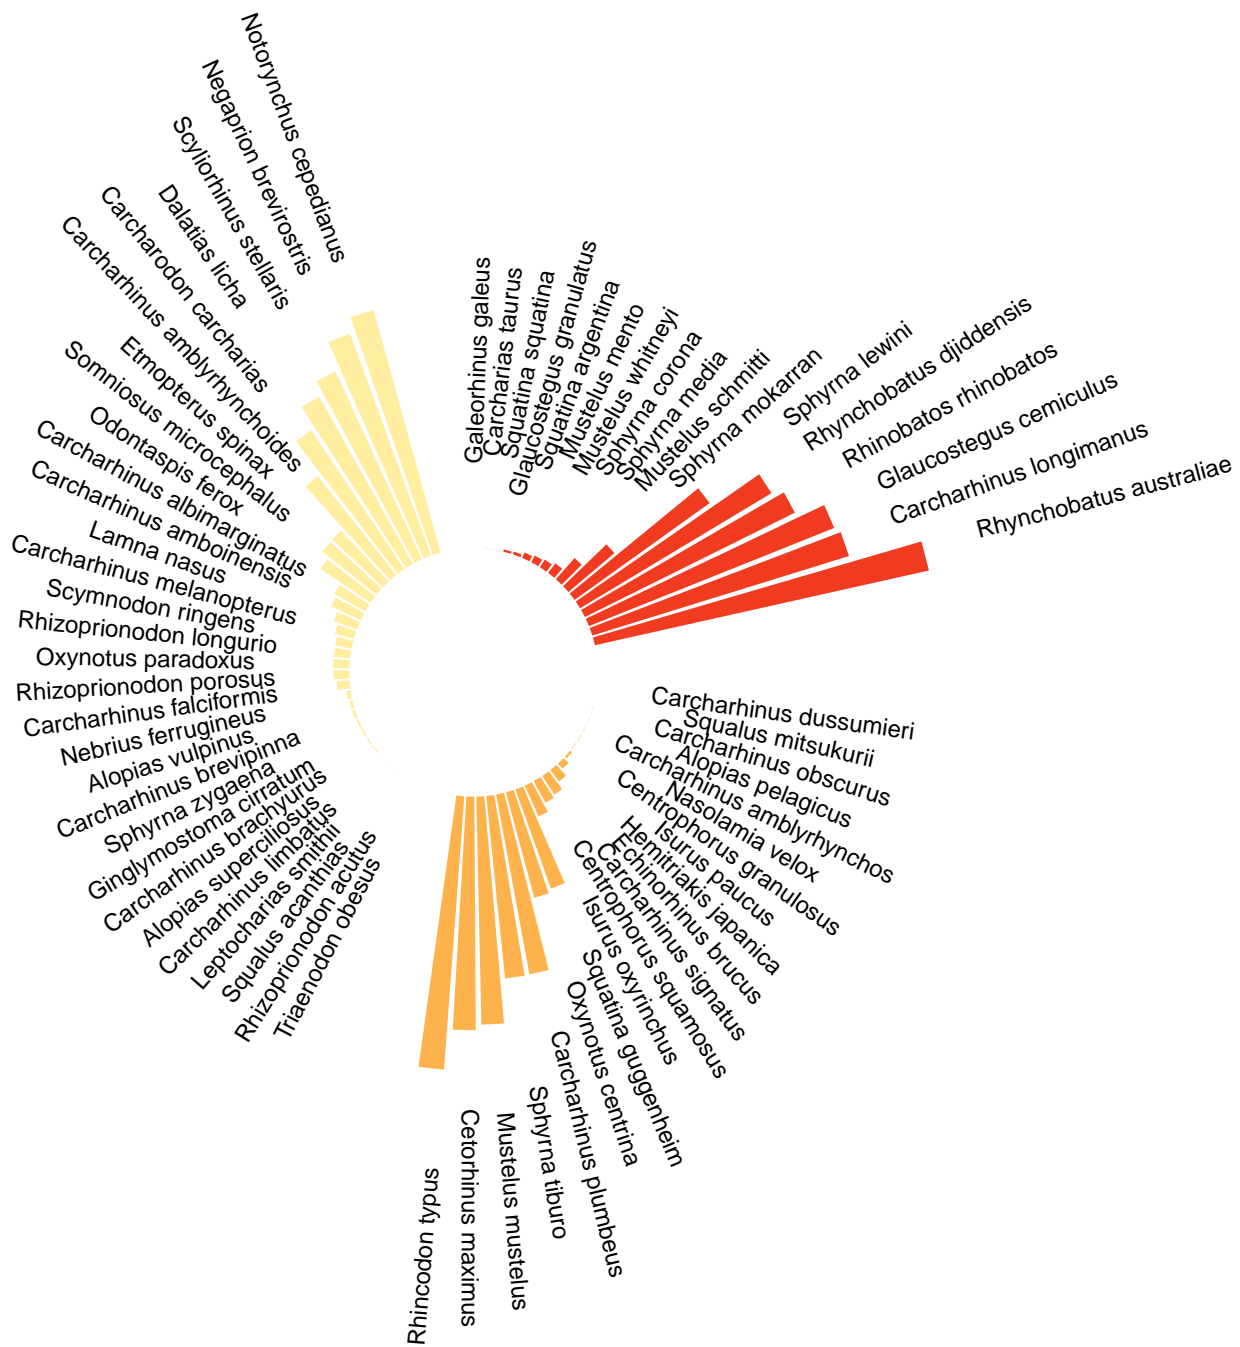 Notorynchus cepedianus
Negaprion brevirostris
Scyliorhinus stellaris
Dalatias licha
Carcharodon carcharias
Carcharhinus amblyrhynchoides
Etmopterus spinax
Somniosus microcephalus
Odontaspis ferox
Carcharhinus albimarginatus
Carcharhinus amboinensis
Lamna nasus
Carcharhinus melanopterus
Scymnodon ringens
Rhizoprionodon longurio
Oxynotus paradoxus
Rhizoprionodon porosus
Carcharhinus falciformis
Nebrius ferrugineus
Alopias vulpinus
Carcharhinus brevipinna
Sphyrna zygaena
Ginglymostoma cirratum
Carcharhinus brachyurus
Alopias superciliosus
Carcharhinus limbatus
Leptocharias smithii
Squalus acanthias
Rhizoprionodon acutus
Triaenodon obesus
Galeorhinus galeus
Carcharias taurus
Squatina squatina
Glaucostegus granulatus
Squatina argentina
Mustelus mento
Mustelus whitneyi
Sphyrna corona
Sphyrna media
Mustelus schmitti
Sphyrna mokarran
Sphyrna lewini
Rhynchobatus djiddensis
Rhinobatos rhinobatos
Glaucostegus cemiculus
Carcharhinus longimanus
Rhynchobatus australiae
Carcharhinus dussumieri
Squalus mitsukurii
Carcharhinus obscurus
Alopias pelagicus
Carcharhinus amblyrhynchos
Nasolamia velox
Centrophorus granulosus
Isurus paucus
Hemitriakis japanica
Echinorhinus brucus
Carcharhinus signatus
Centrophorus squamosus
Isurus oxyrinchus
Squatina guggenheim
Oxynotus centrina
Carcharhinus plumbeus
Sphyrna tiburo
Mustelus mustelus
Cetorhinus maximus
Rhincodon typus